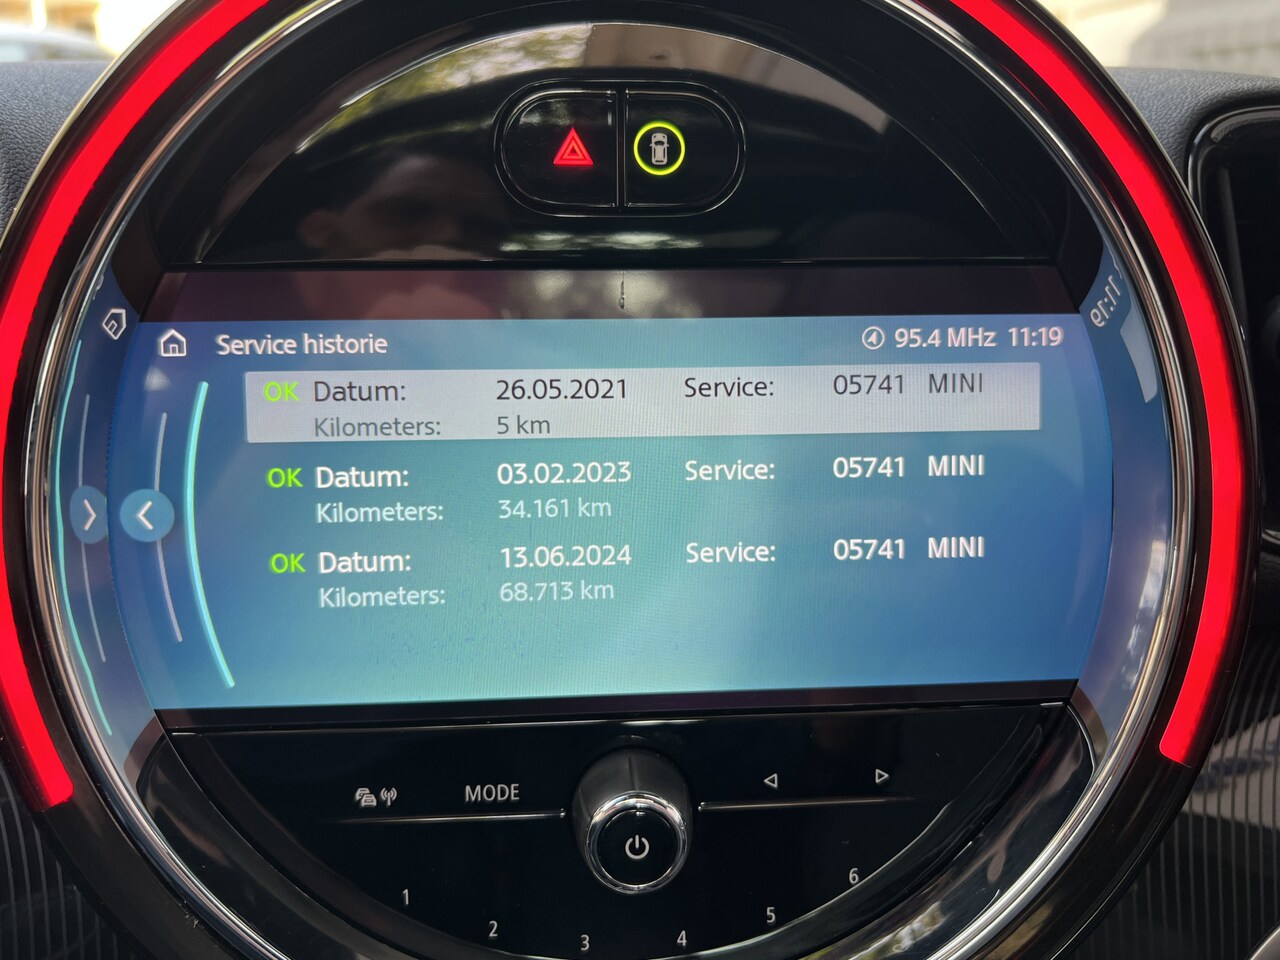 Service historie 95.4 MHz 11:19
OK Datum: 26.05.2021 Service: 05741 MINI
Kilometers: 5 km
OK Datum: 03.02.2023 Service: 05741 MINI
Kilometers: 34.161 km
OK Datum: 13.06.2024 Service: 05741 MINI
Kilometers: 68.713 km
MODE
1 2 3 4 5 6